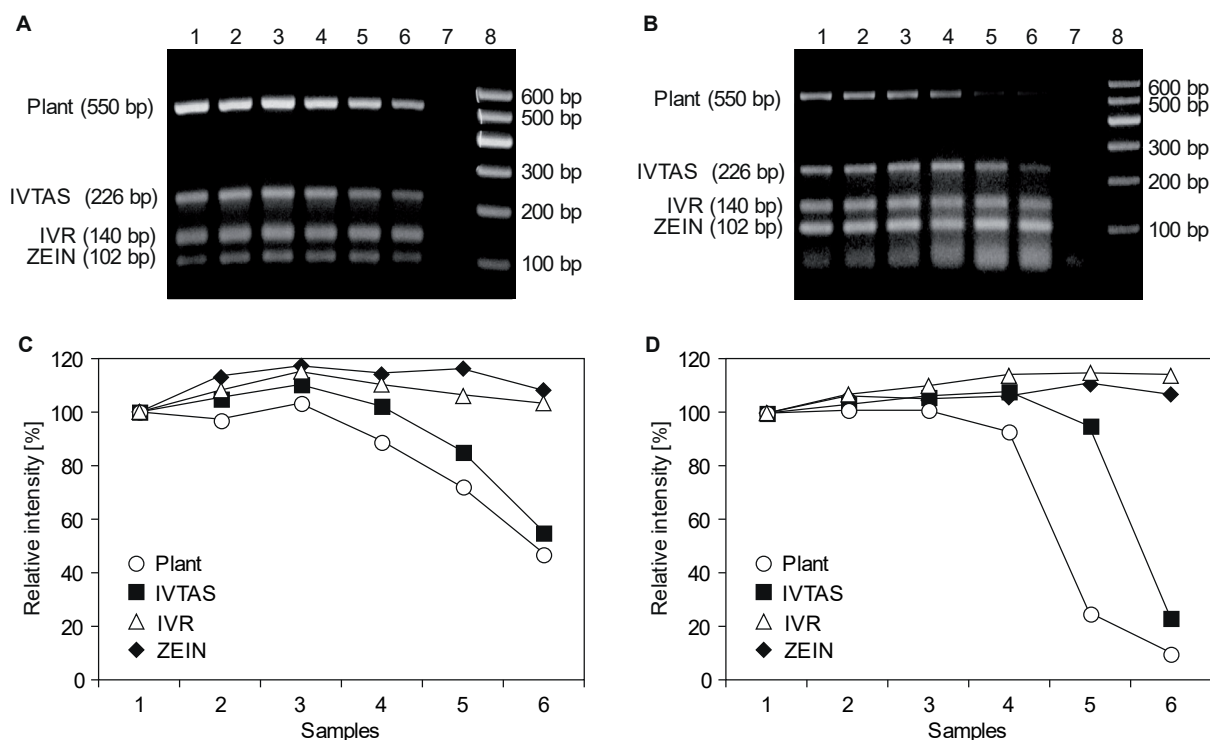 A
1 2 3 4 5 6 7 8
Plant (550 bp)
IVTAS (226 bp)
IVR (140 bp)
ZEIN (102 bp)
600 bp
500 bp
300 bp
200 bp
100 bp
B
1 2 3 4 5 6 7 8
Plant (550 bp)
IVTAS (226 bp)
IVR (140 bp)
ZEIN (102 bp)
600 bp
500 bp
300 bp
200 bp
100 bp
C
Relative intensity [%]
120
100
80
60
40
20
0
Plant
IVTAS
IVR
ZEIN
1 2 3 4 5 6
Samples
D
Relative intensity [%]
120
100
80
60
40
20
0
Plant
IVTAS
IVR
ZEIN
1 2 3 4 5 6
Samples